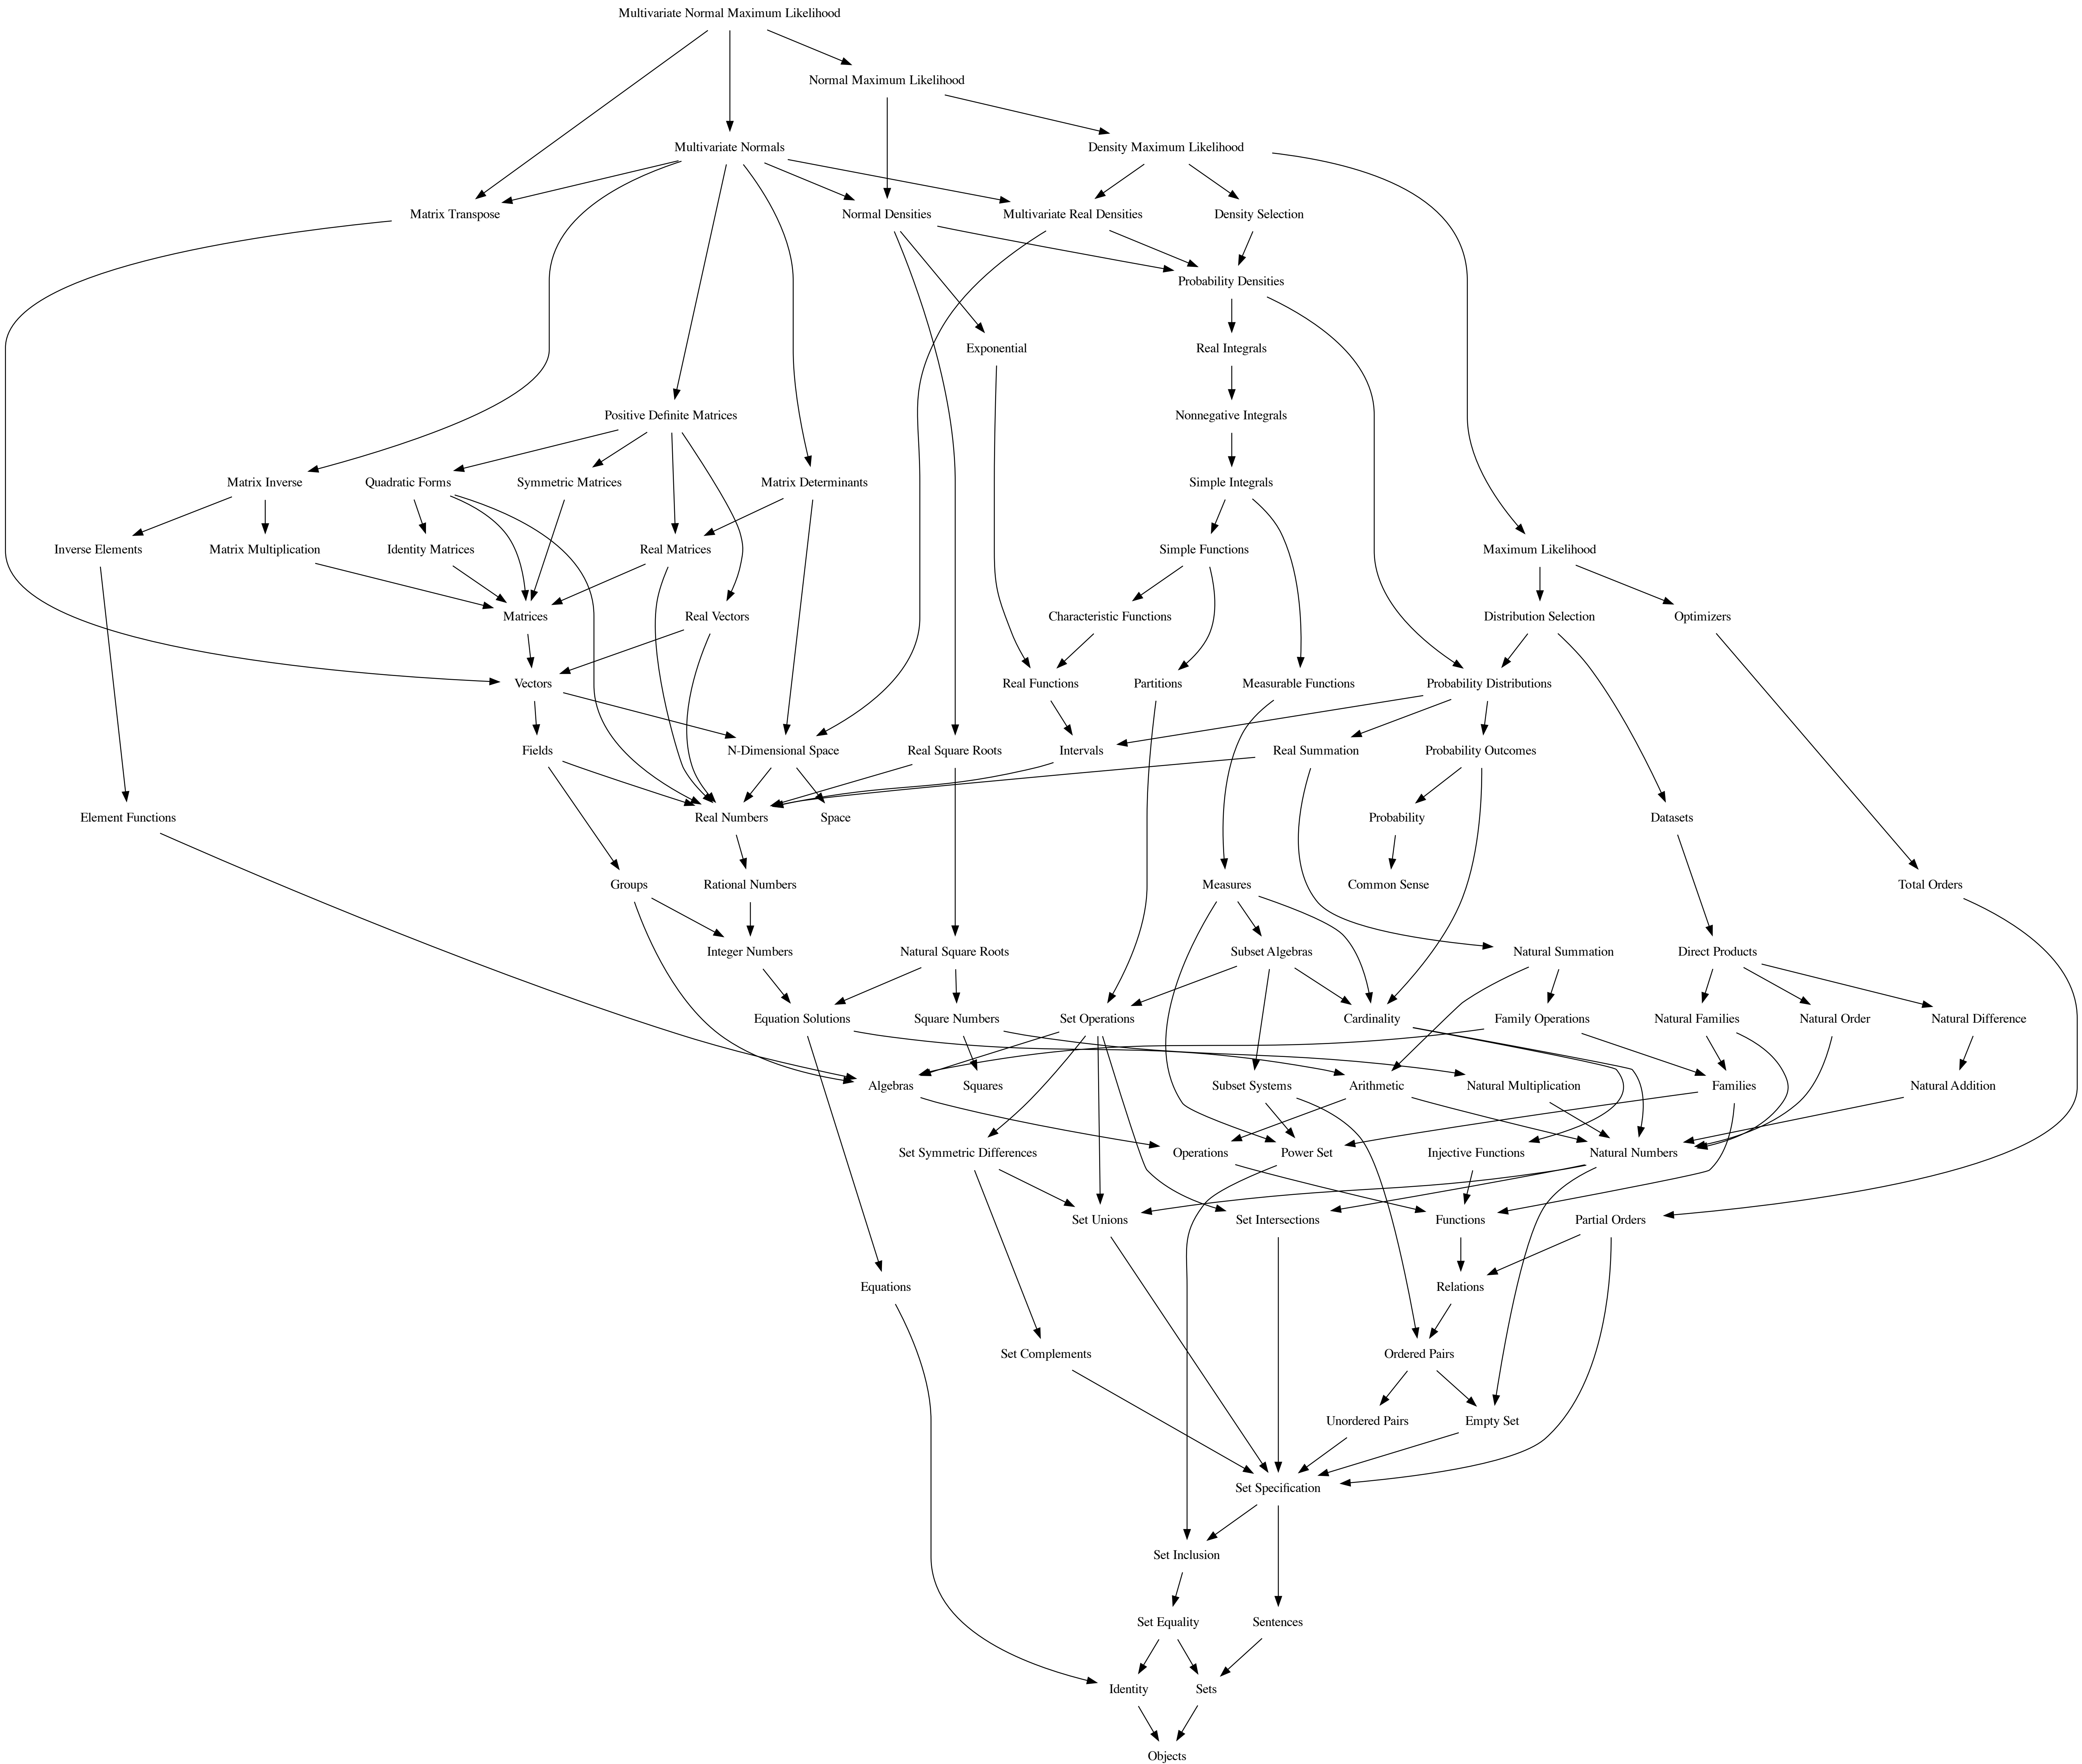 Multivariate Normal Maximum Likelihood
Normal Maximum Likelihood
Multivariate Normals
Density Maximum Likelihood
Matrix Transpose
Normal Densities
Multivariate Real Densities
Density Selection
Probability Densities
Exponential
Real Integrals
Positive Definite Matrices
Nonnegative Integrals
Matrix Inverse
Quadratic Forms
Symmetric Matrices
Matrix Determinants
Simple Integrals
Inverse Elements
Matrix Multiplication
Identity Matrices
Real Matrices
Simple Functions
Maximum Likelihood
Matrices
Real Vectors
Characteristic Functions
Distribution Selection
Optimizers
Vectors
Real Functions
Partitions
Measurable Functions
Probability Distributions
Fields
N-Dimensional Space
Real Square Roots
Intervals
Real Summation
Probability Outcomes
Element Functions
Real Numbers
Space
Probability
Datasets
Groups
Rational Numbers
Measures
Common Sense
Total Orders
Integer Numbers
Natural Square Roots
Subset Algebras
Natural Summation
Direct Products
Equation Solutions
Square Numbers
Set Operations
Cardinality
Family Operations
Natural Families
Natural Order
Natural Difference
Algebras
Squares
Subset Systems
Arithmetic
Natural Multiplication
Families
Natural Addition
Set Symmetric Differences
Operations
Power Set
Injective Functions
Natural Numbers
Set Unions
Set Intersections
Functions
Partial Orders
Equations
Relations
Set Complements
Ordered Pairs
Unordered Pairs
Empty Set
Set Specification
Set Inclusion
Set Equality
Sentences
Identity
Sets
Objects